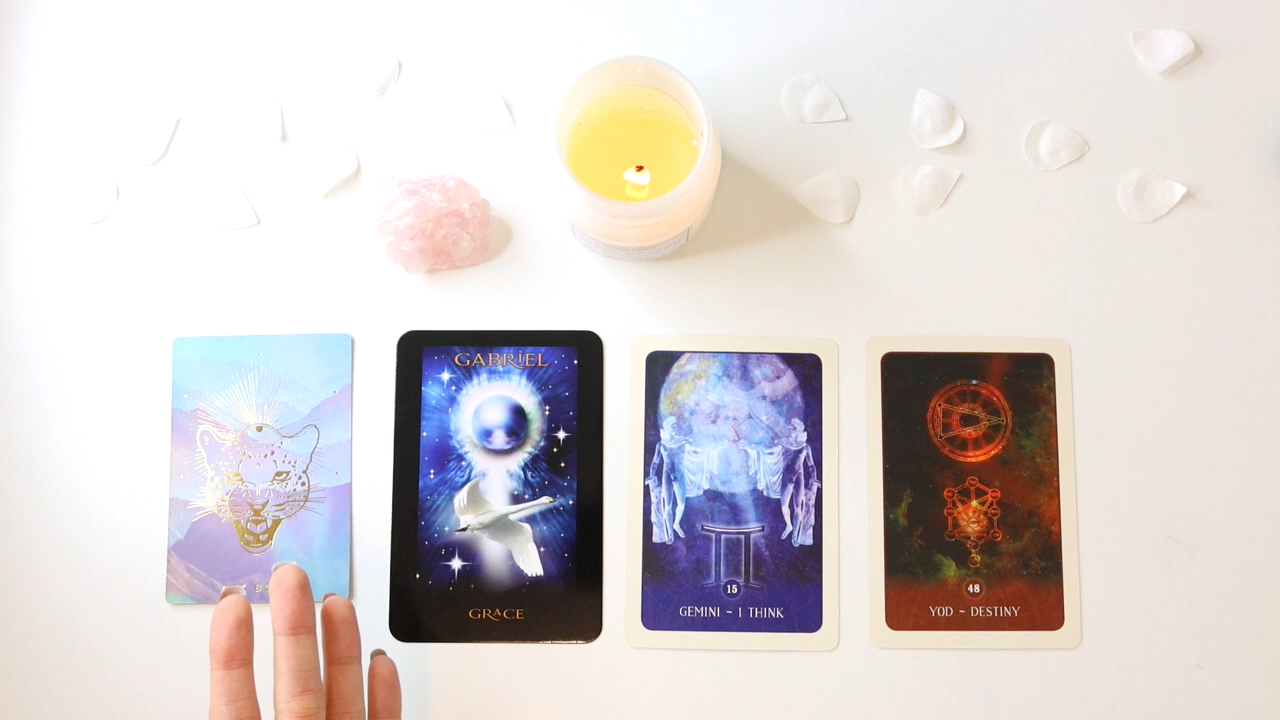 GABRIEL
GRACE
15
GEMINI ~ I THINK
48
YOD ~ DESTINY